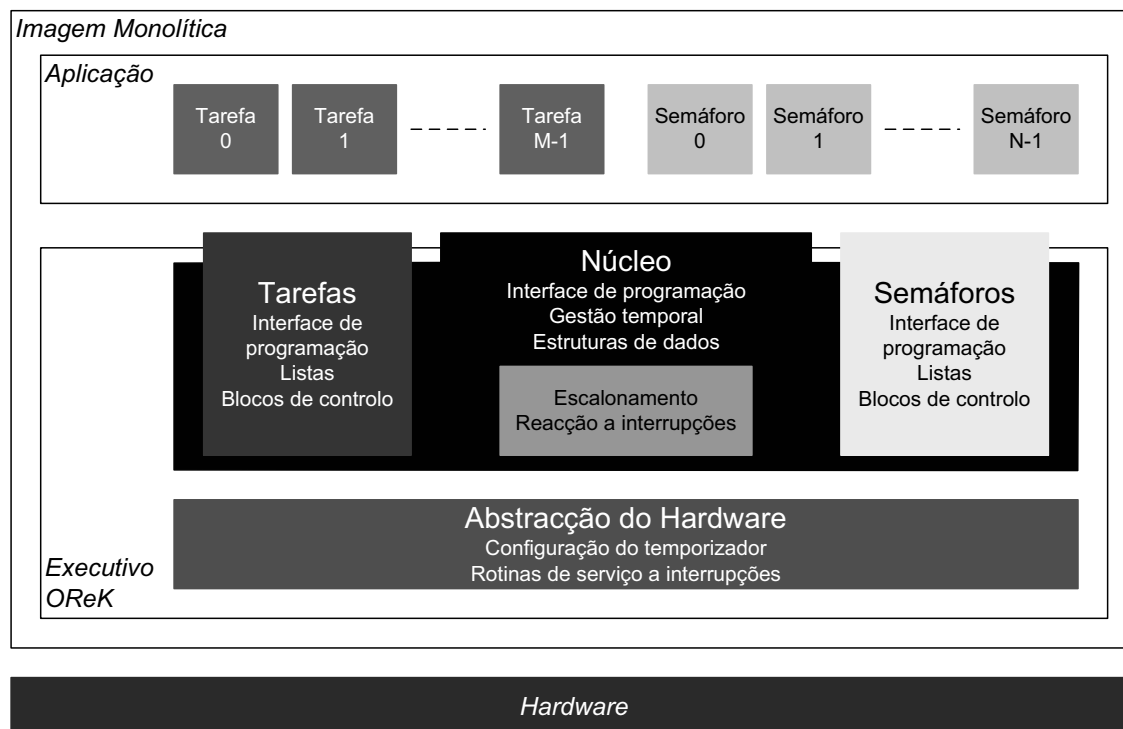 Imagem Monolítica
Aplicação
Tarefa
0
Tarefa
1
Tarefa
M-1
Semáforo
0
Semáforo
1
Semáforo
N-1
Tarefas
Interface de
programação
Listas
Blocos de controlo
Núcleo
Interface de programação
Gestão temporal
Estruturas de dados
Escalonamento
Reacção a interrupções
Semáforos
Interface de
programação
Listas
Blocos de controlo
Abstracção do Hardware
Configuração do temporizador
Rotinas de serviço a interrupções
Executivo
OReK
Hardware